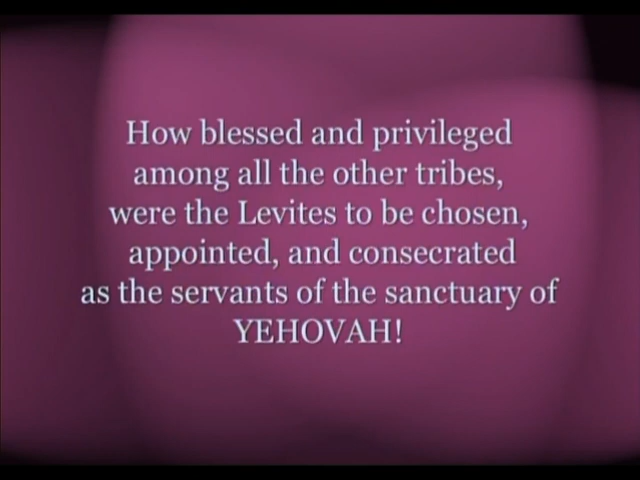 How blessed and privileged
among all the other tribes,
were the Levites to be chosen,
appointed, and consecrated
as the servants of the sanctuary of
YEHOVAH!